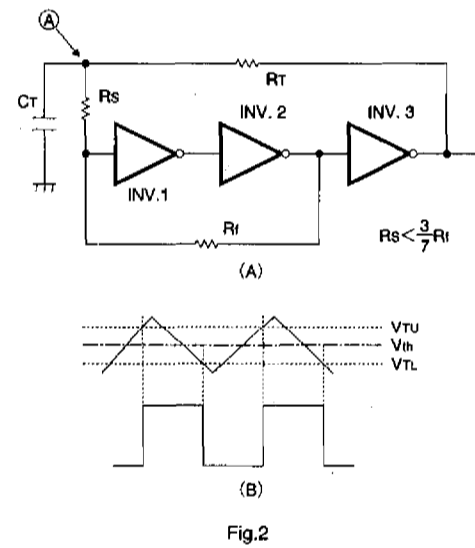 Ⓐ
RT
CT
RS
INV. 2
INV. 3
INV.1
RS<3/7Rf
Rf
(A)
VTU
Vth
VTL
(B)
Fig.2